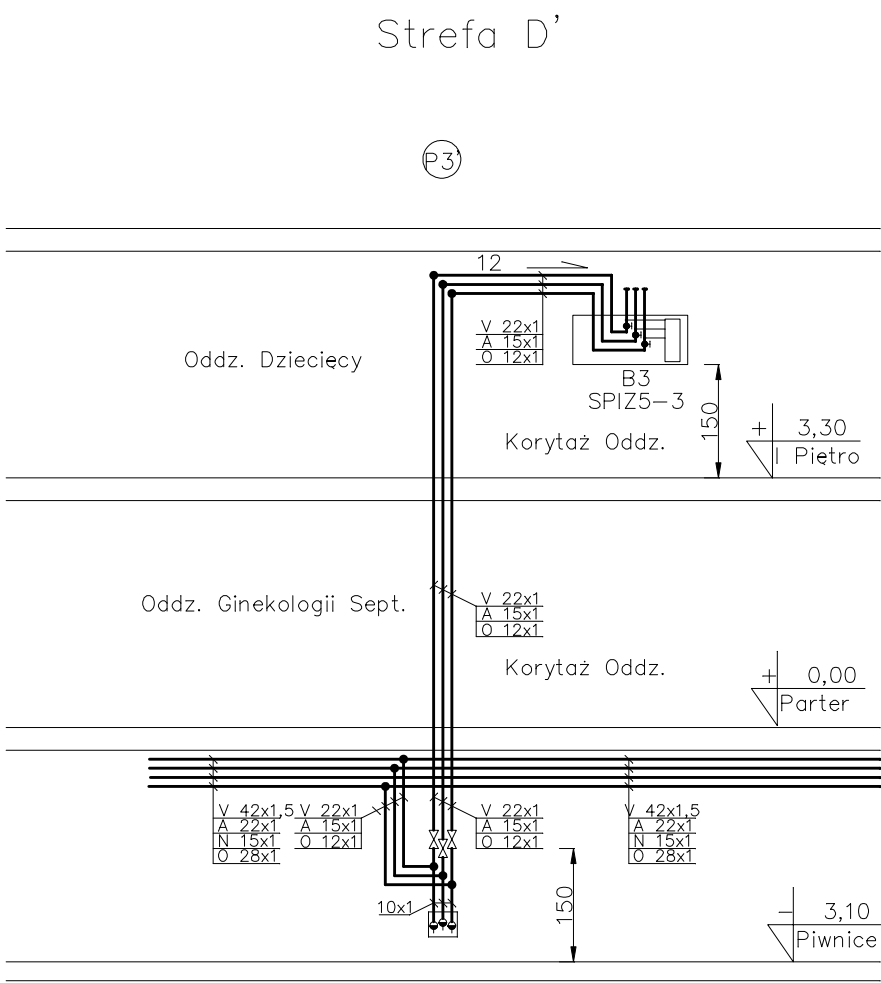 Strefa D'
P3'
12
V 22x1
A 15x1
O 12x1
Oddz. Dziecięcy
B3
SPIZ5-3
150
Korytaż Oddz.
+ 3,30
I Piętro
Oddz. Ginekologii Sept.
V 22x1
A 15x1
O 12x1
Korytaż Oddz.
+ 0,00
Parter
V 42x1,5
A 22x1
N 15x1
O 28x1
V 22x1
A 15x1
O 12x1
V 22x1
A 15x1
O 12x1
V 42x1,5
A 22x1
N 15x1
O 28x1
10x1
150
- 3,10
Piwnice